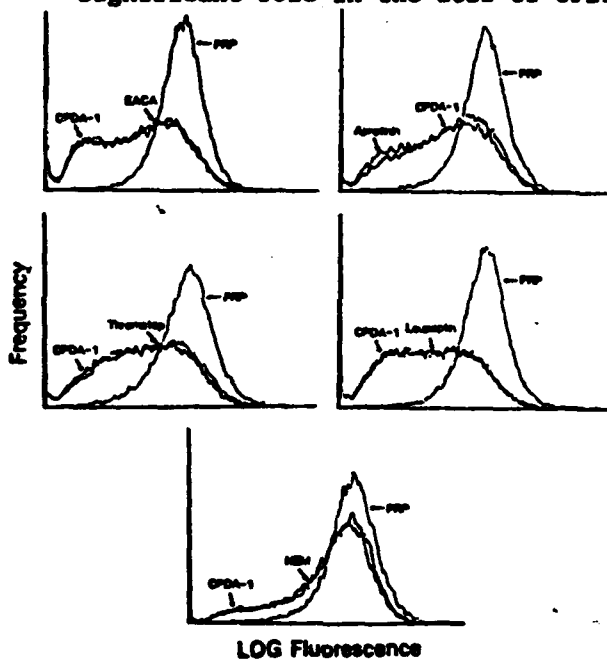 PRP
EACA
CPDA-1
PRP
CPDA-1
Aprotinin
PRP
Thromstop
CPDA-1
PRP
CPDA-1 Leupeptin
Frequency
PRP
NEM
CPDA-1
LOG Fluorescence